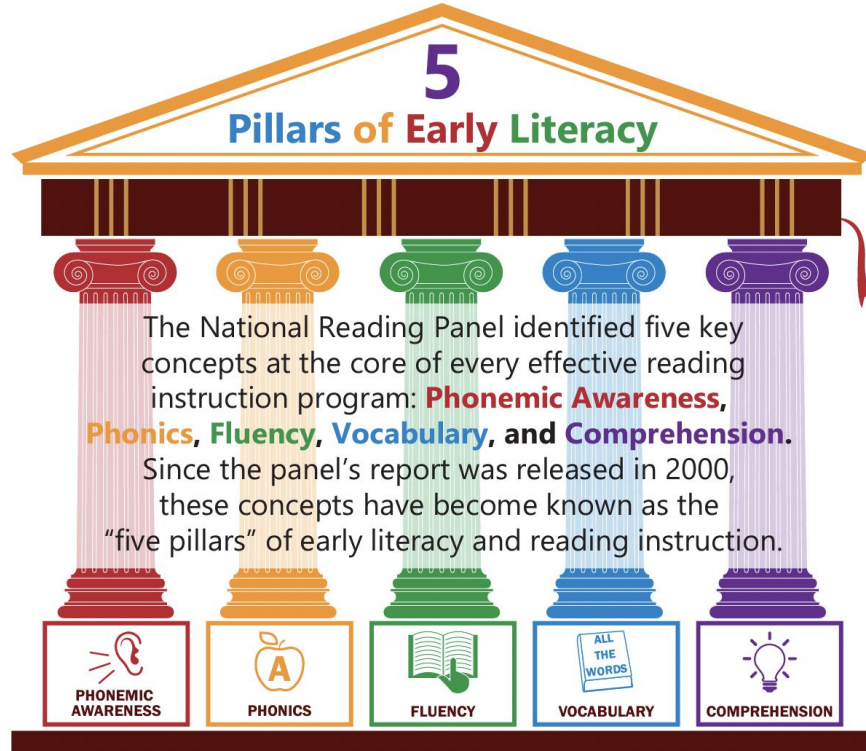 5
Pillars of Early Literacy
The National Reading Panel identified five key
concepts at the core of every effective reading
instruction program: Phonemic Awareness,
Phonics, Fluency, Vocabulary, and Comprehension.
Since the panel’s report was released in 2000,
these concepts have become known as the
“five pillars” of early literacy and reading instruction.
PHONEMIC
AWARENESS
A
PHONICS
FLUENCY
ALL
THE
WORDS
VOCABULARY
COMPREHENSION